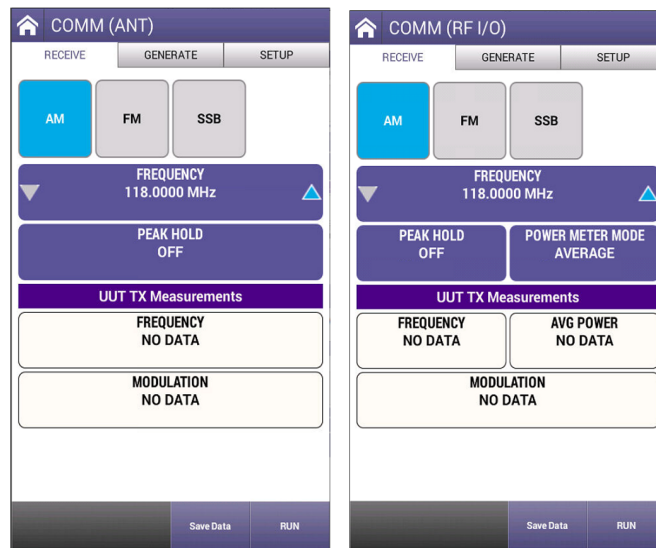 COMM (ANT)
RECEIVE GENERATE SETUP
AM FM SSB
FREQUENCY
118.0000 MHz
PEAK HOLD
OFF
UUT TX Measurements
FREQUENCY
NO DATA
MODULATION
NO DATA
Save Data RUN
COMM (RF I/O)
RECEIVE GENERATE SETUP
AM FM SSB
FREQUENCY
118.0000 MHz
PEAK HOLD POWER METER MODE
OFF AVERAGE
UUT TX Measurements
FREQUENCY AVG POWER
NO DATA NO DATA
MODULATION
NO DATA
Save Data RUN